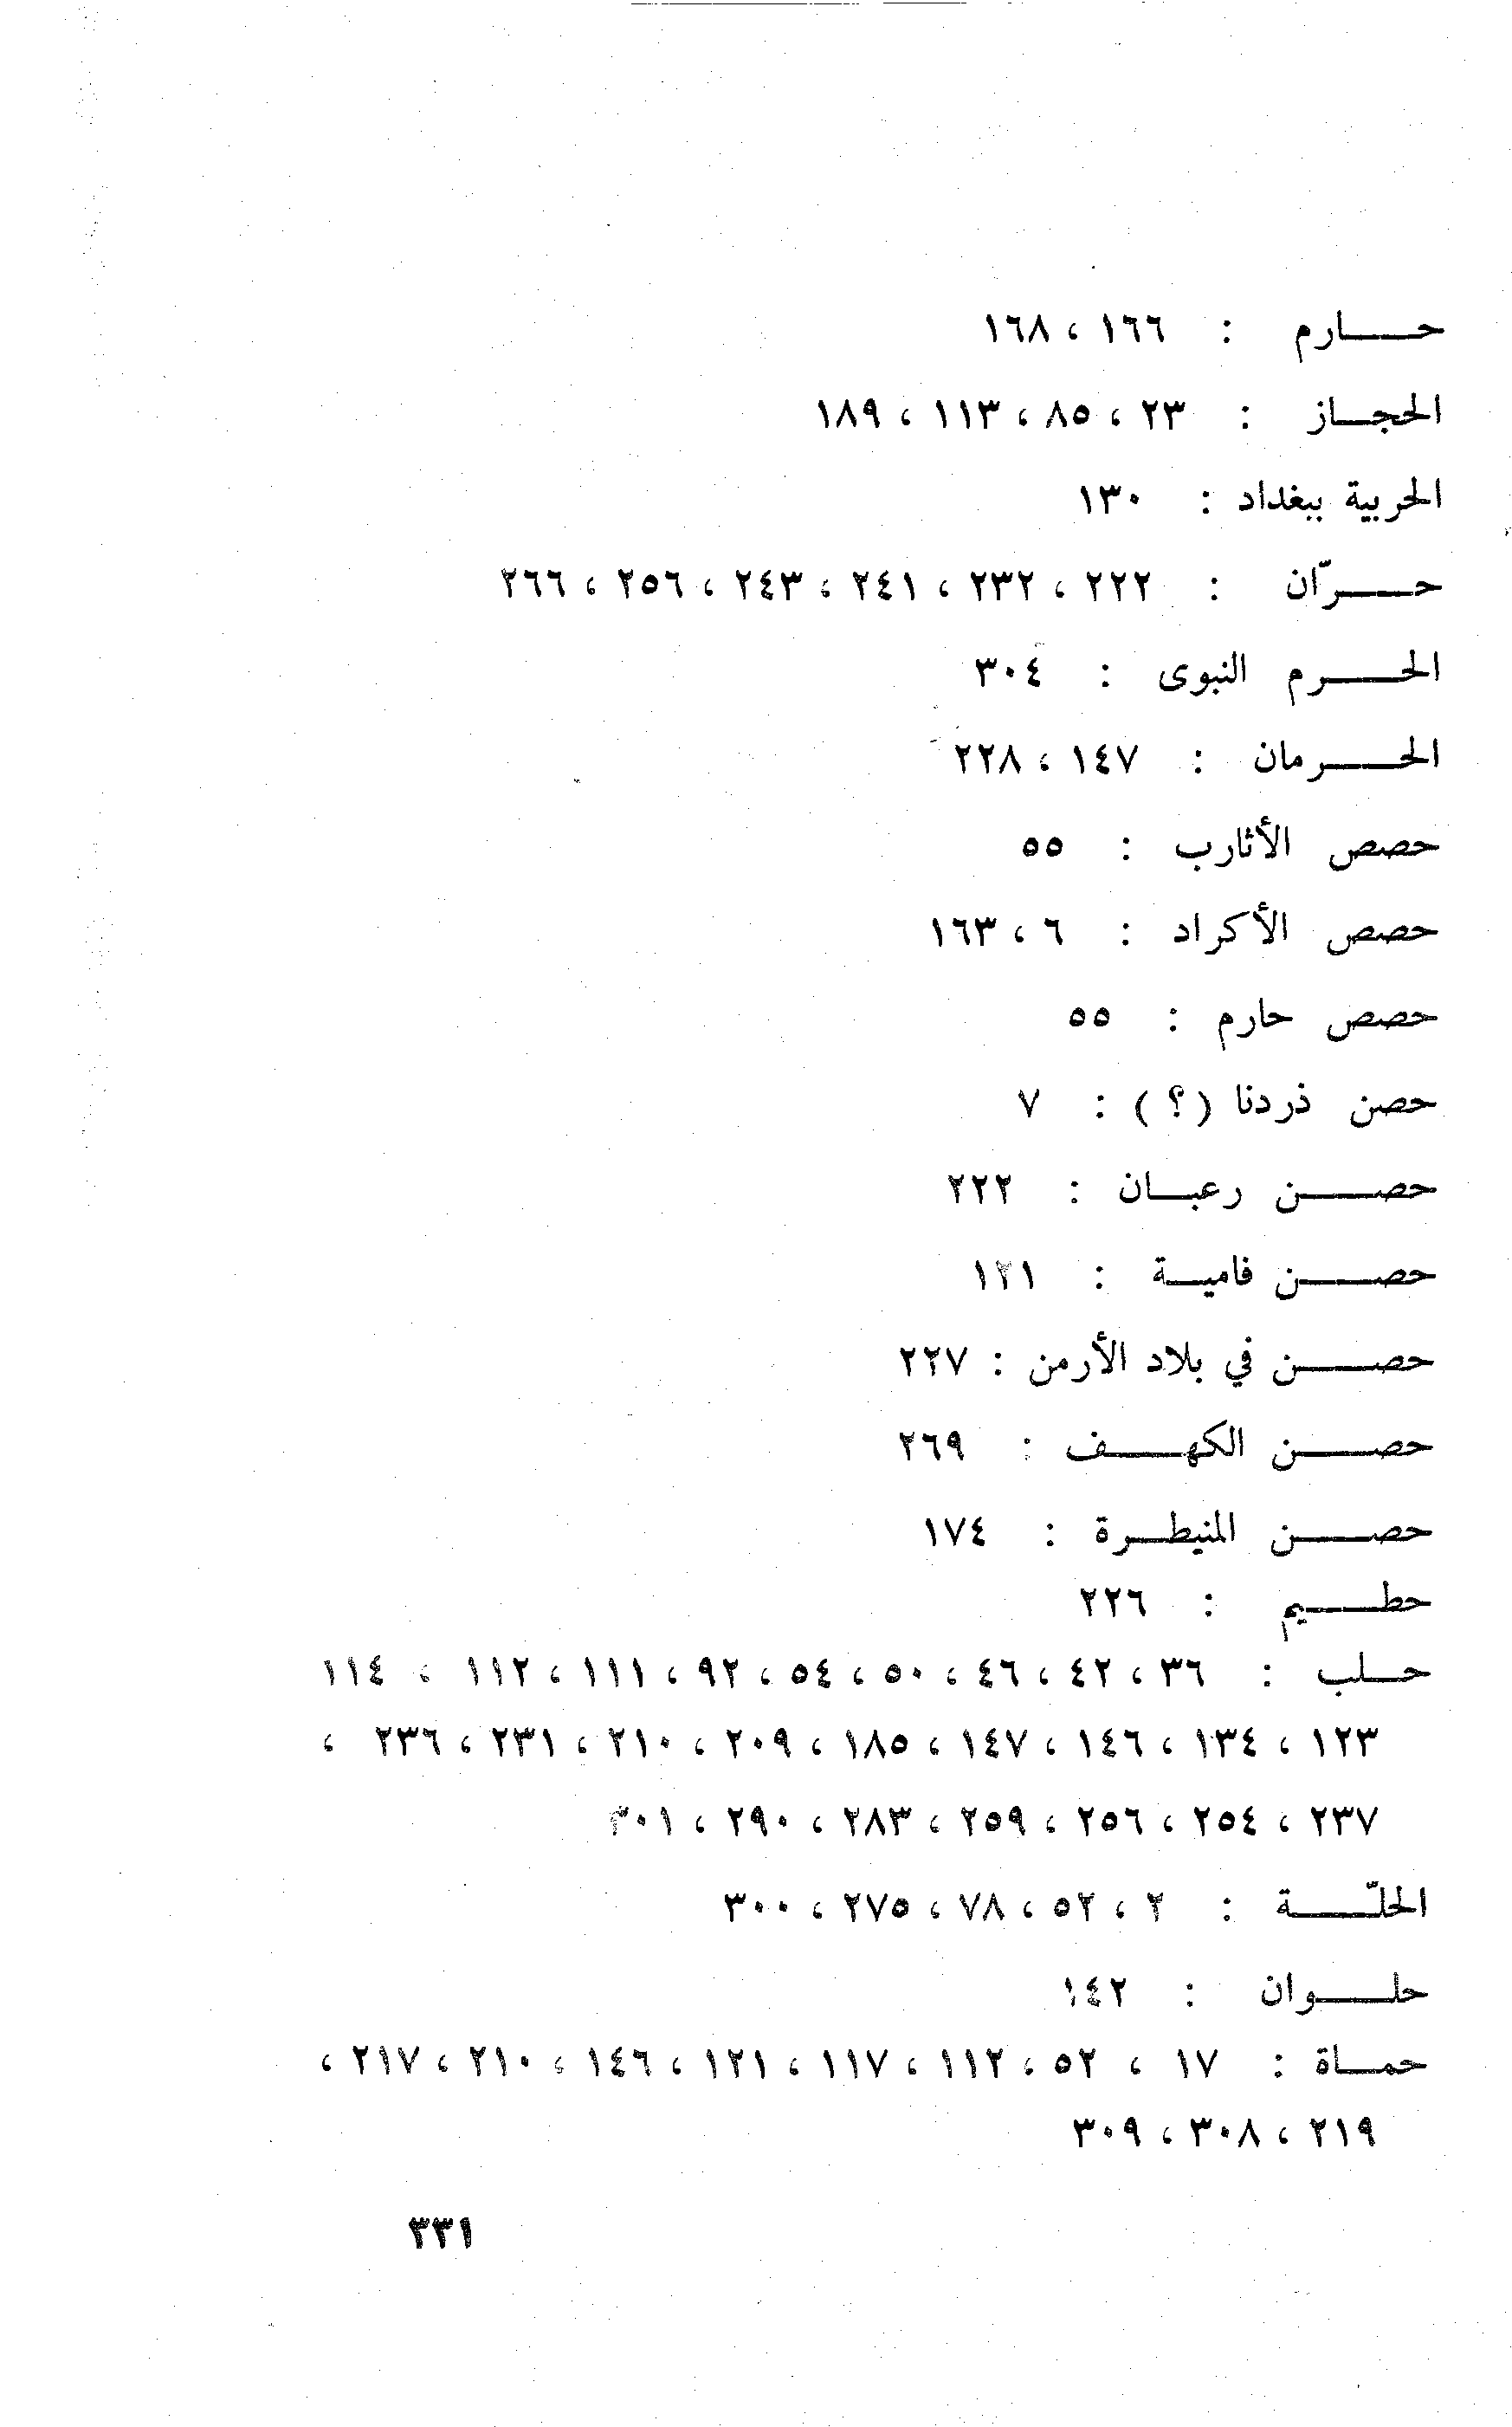 حارم : ١٦٦ ، ١٦٨
الحجاز : ٢٣ ، ٨٥ ، ١١٣ ، ١٨٩
الحربية ببغداد : ١٣٠
حرّان : ٢٢٢ ، ٢٣٢ ، ٢٤١ ، ٢٤٣ ، ٢٥٦ ، ٢٦٦
الحرم النبوى : ٣٠٤
الحرمان : ١٤٧ ، ٢٢٨
حصص الأثارب : ٥٥
حصص الأكراد : ٦ ، ١٦٣
حصص حارم : ٥٥
حصن ذردنا (؟) : ٧
حصن رعبان : ٢٢٢
حصن فامية : ١٢١
حصن في بلاد الأرمن : ٢٢٧
حصن الكهف : ٢٦٩
حصن المنيطرة : ١٧٤
حطيم : ٢٢٦
حلب : ٣٦ ، ٤٢ ، ٤٦ ، ٥٠ ، ٥٤ ، ٩٢ ، ١١١ ، ١١٢ ، ١١٤
١٢٣ ، ١٣٤ ، ١٤٦ ، ١٤٧ ، ١٨٥ ، ٢٠٩ ، ٢١٠ ، ٢٣١ ، ٢٣٦ ،
٢٣٧ ، ٢٥٤ ، ٢٥٦ ، ٢٥٩ ، ٢٨٣ ، ٢٩٠ ، ٣٠١
الحلّة : ٢ ، ٥٢ ، ٧٨ ، ٢٧٥ ، ٣٠٠
حلوان : ١٤٢
حماة : ١٧ ، ٥٢ ، ١١٢ ، ١١٧ ، ١٢١ ، ١٤٦ ، ٢١٠ ، ٢١٧ ،
٢١٩ ، ٣٠٨ ، ٣٠٩
٣٣١